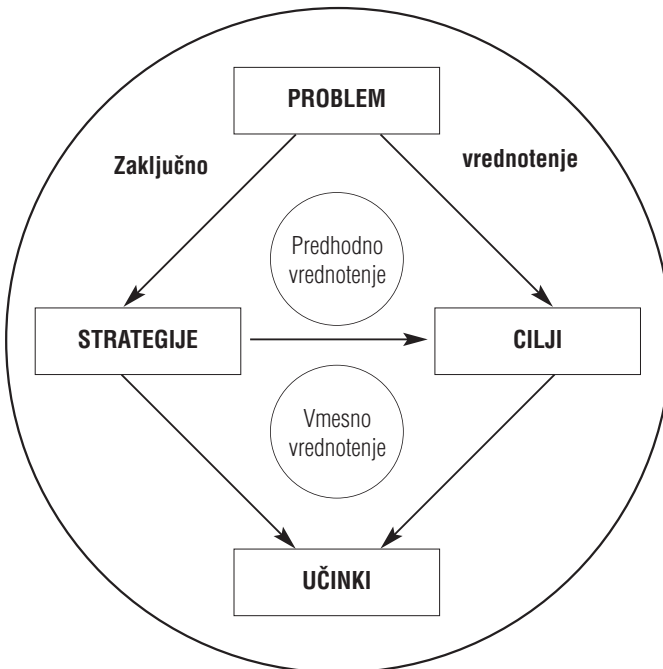 PROBLEM
Zaključno
vrednotenje
Predhodno
vrednotenje
STRATEGIJE
CILJI
Vmesno
vrednotenje
UČINKI